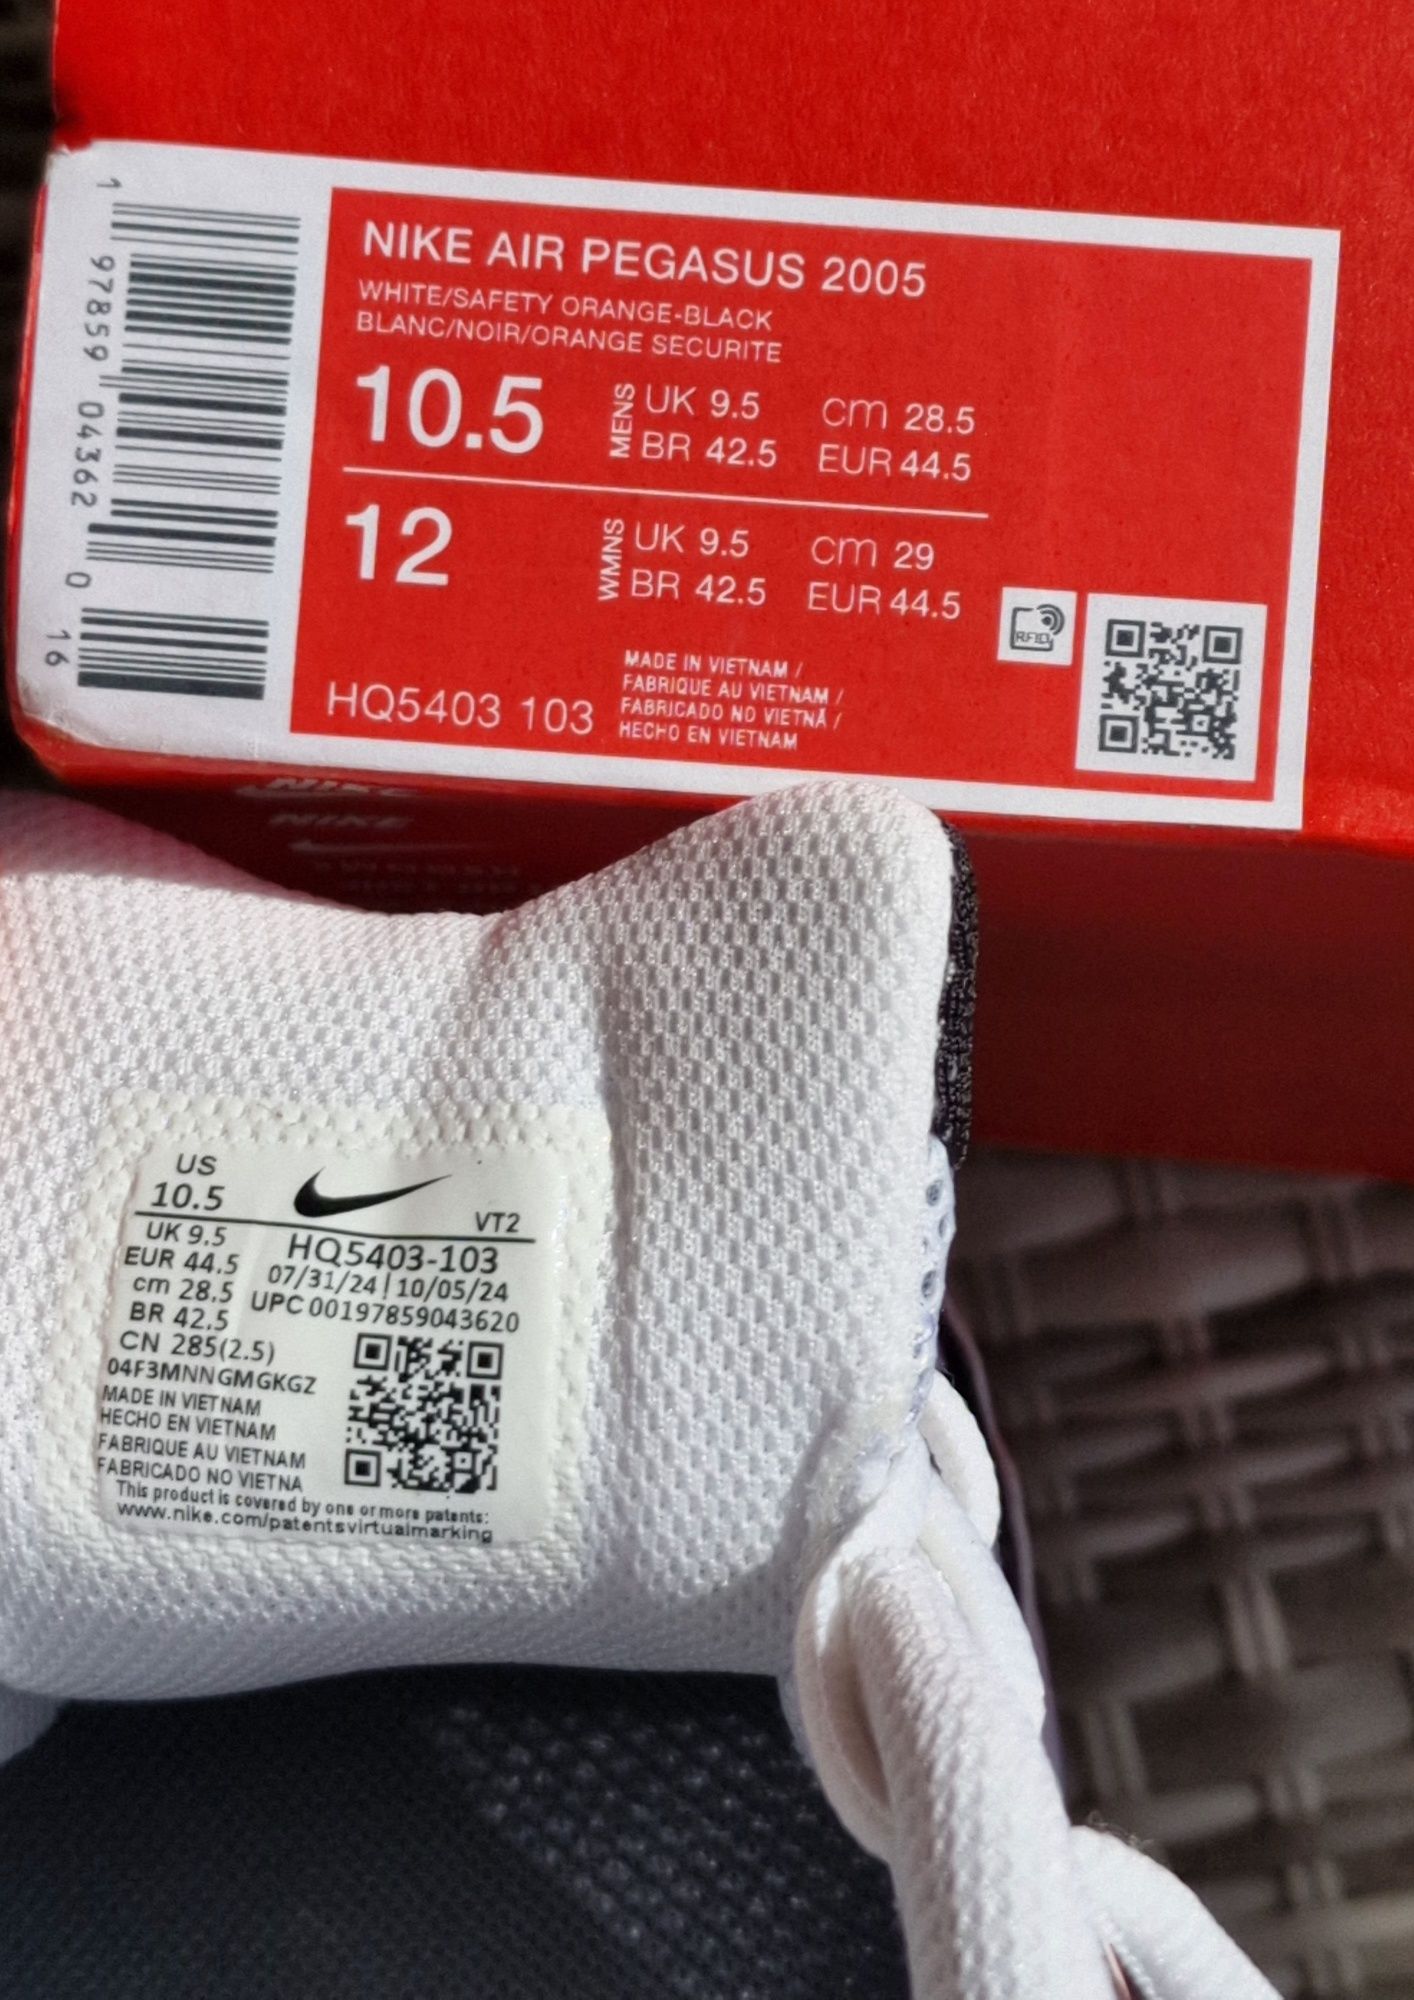 1 97859 04362 0 16
NIKE AIR PEGASUS 2005
WHITE/SAFETY ORANGE-BLACK
BLANC/NOIR/ORANGE SECURITE
10.5 MENS UK 9.5 cm 28.5
BR 42.5 EUR 44.5
12 WMNS UK 9.5 cm 29
BR 42.5 EUR 44.5
RFID
HQ5403 103
MADE IN VIETNAM /
FABRIQUE AU VIETNAM /
FABRICADO NO VIETNÃ /
HECHO EN VIETNAM
NIKE
NIKE
US
10.5
VT2
UK 9.5
EUR 44.5
cm 28.5
BR 42.5
CN 285(2.5)
HQ5403-103
07/31/24 | 10/05/24
UPC 00197859043620
04F3MNNGMGKGZ
MADE IN VIETNAM
HECHO EN VIETNAM
FABRIQUE AU VIETNAM
FABRICADO NO VIETNA
This product is covered by one or more patents:
www.nike.com/patentsvirtualmarking